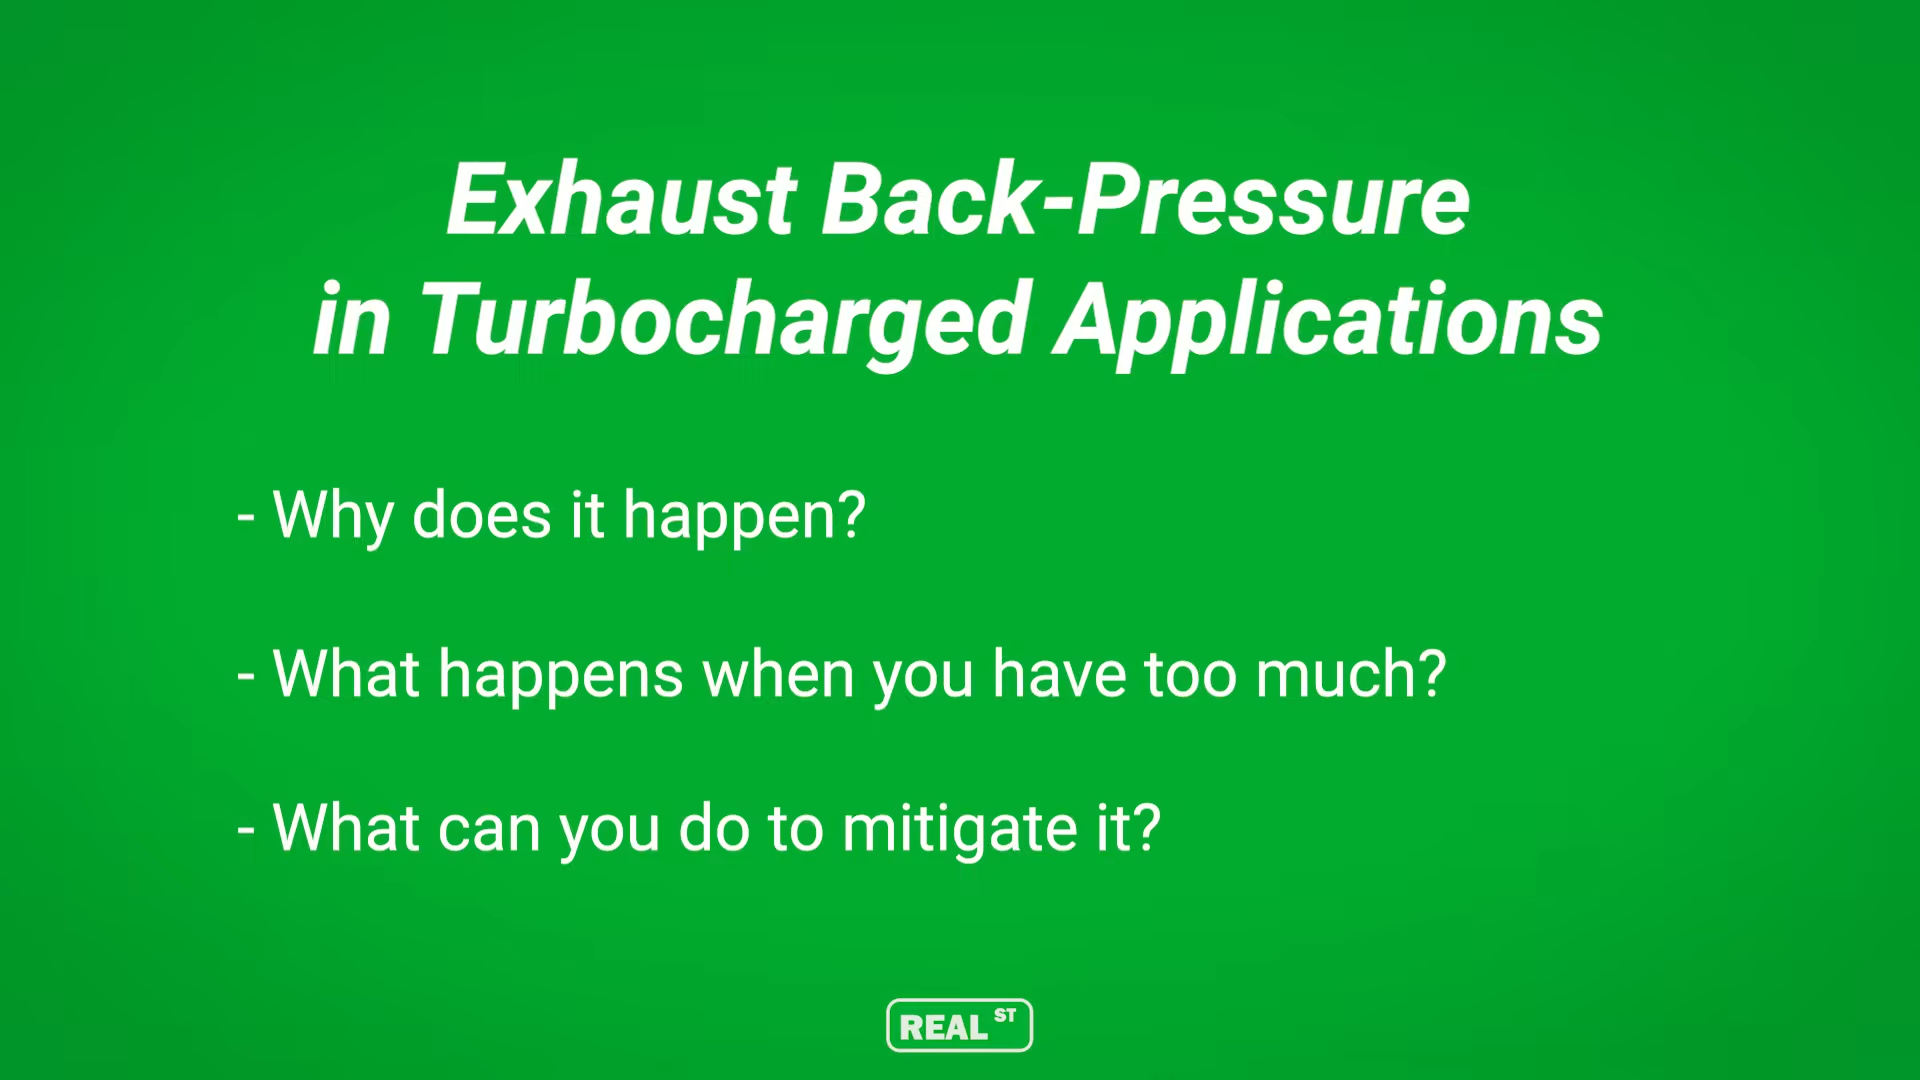 Exhaust Back-Pressure
in Turbocharged Applications
- Why does it happen?
- What happens when you have too much?
- What can you do to mitigate it?
REAL ST